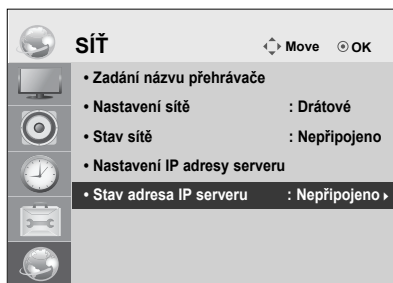 SÍŤ Move OK
• Zadání názvu přehrávače
• Nastavení sítě : Drátové
• Stav sítě : Nepřipojeno
• Nastavení IP adresy serveru
• Stav adresa IP serveru : Nepřipojeno